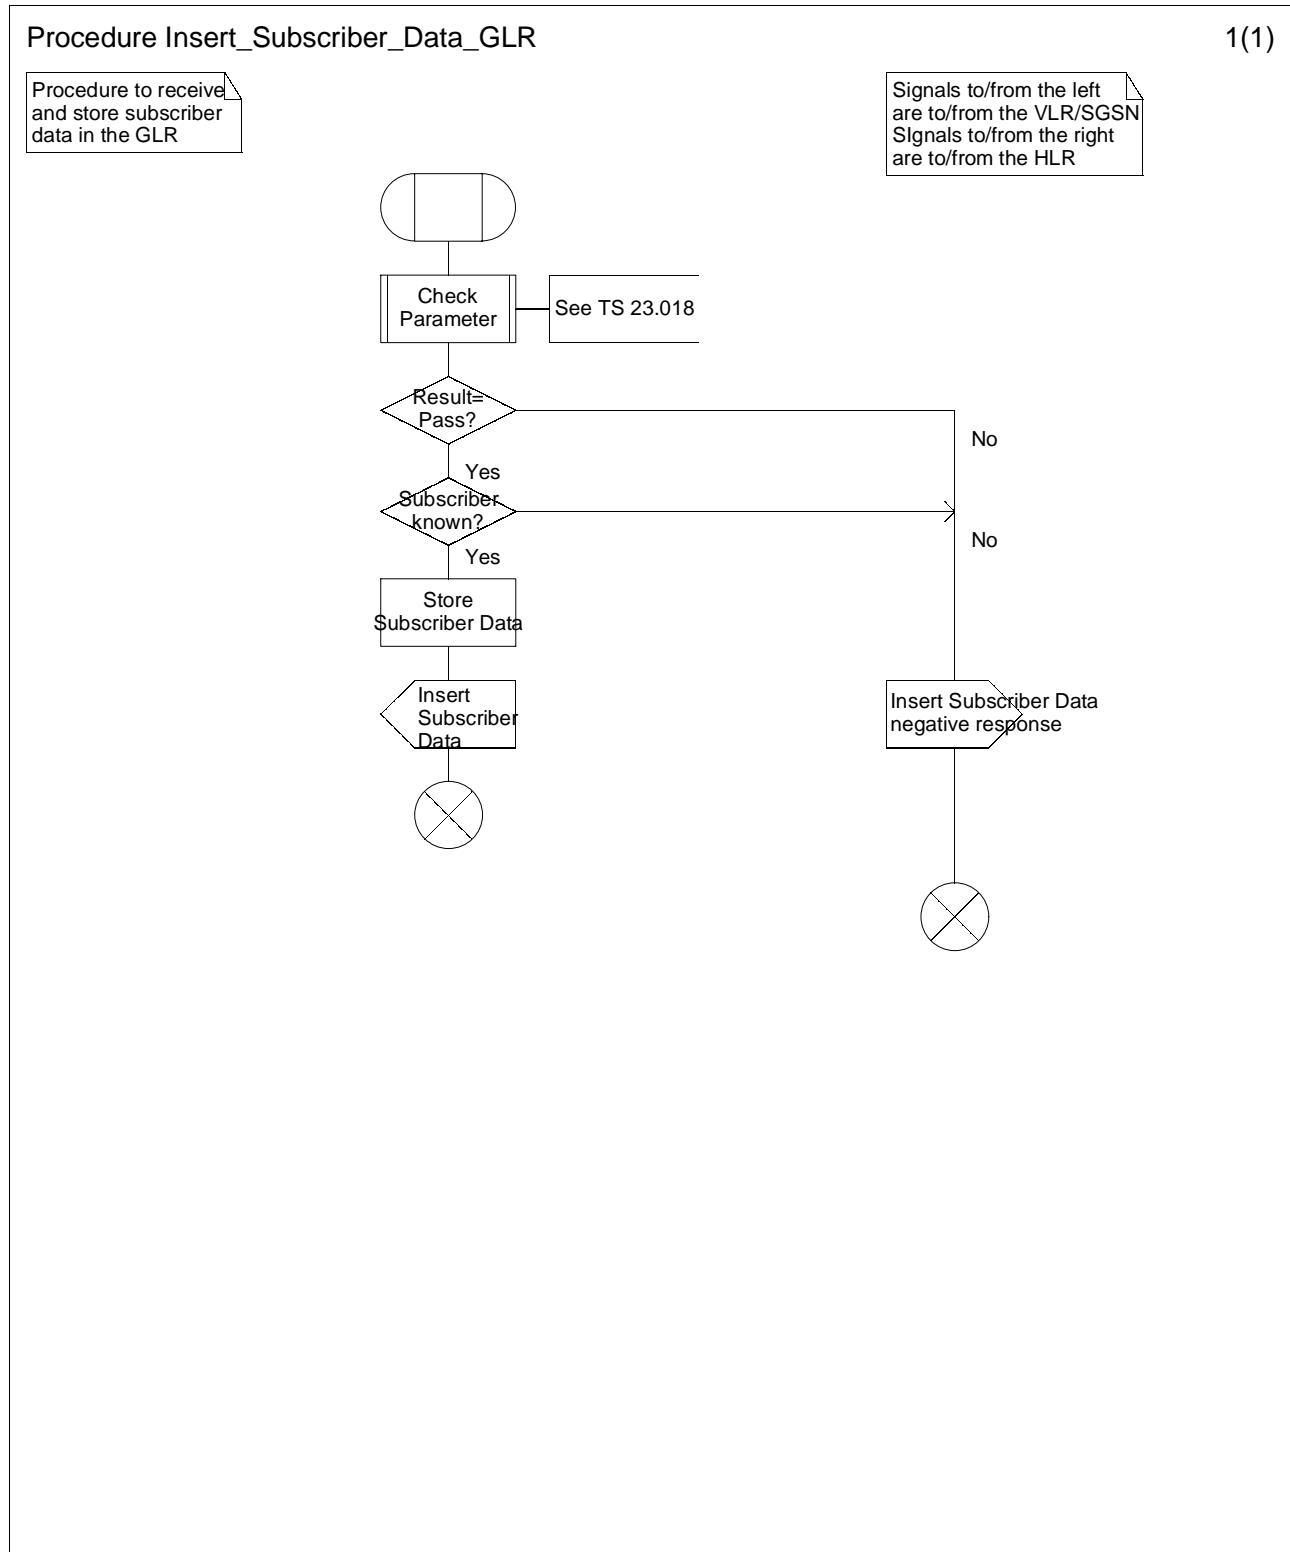 Procedure Insert_Subscriber_Data_GLR
1(1)
Procedure to receive
and store subscriber
data in the GLR
Signals to/from the left
are to/from the VLR/SGSN
SIgnals to/from the right
are to/from the HLR
Check
Parameter
See TS 23.018
Result=
Pass?
No
Yes
Subscriber
known?
No
Yes
Store
Subscriber Data
Insert
Subscriber
Data
Insert Subscriber Data
negative response